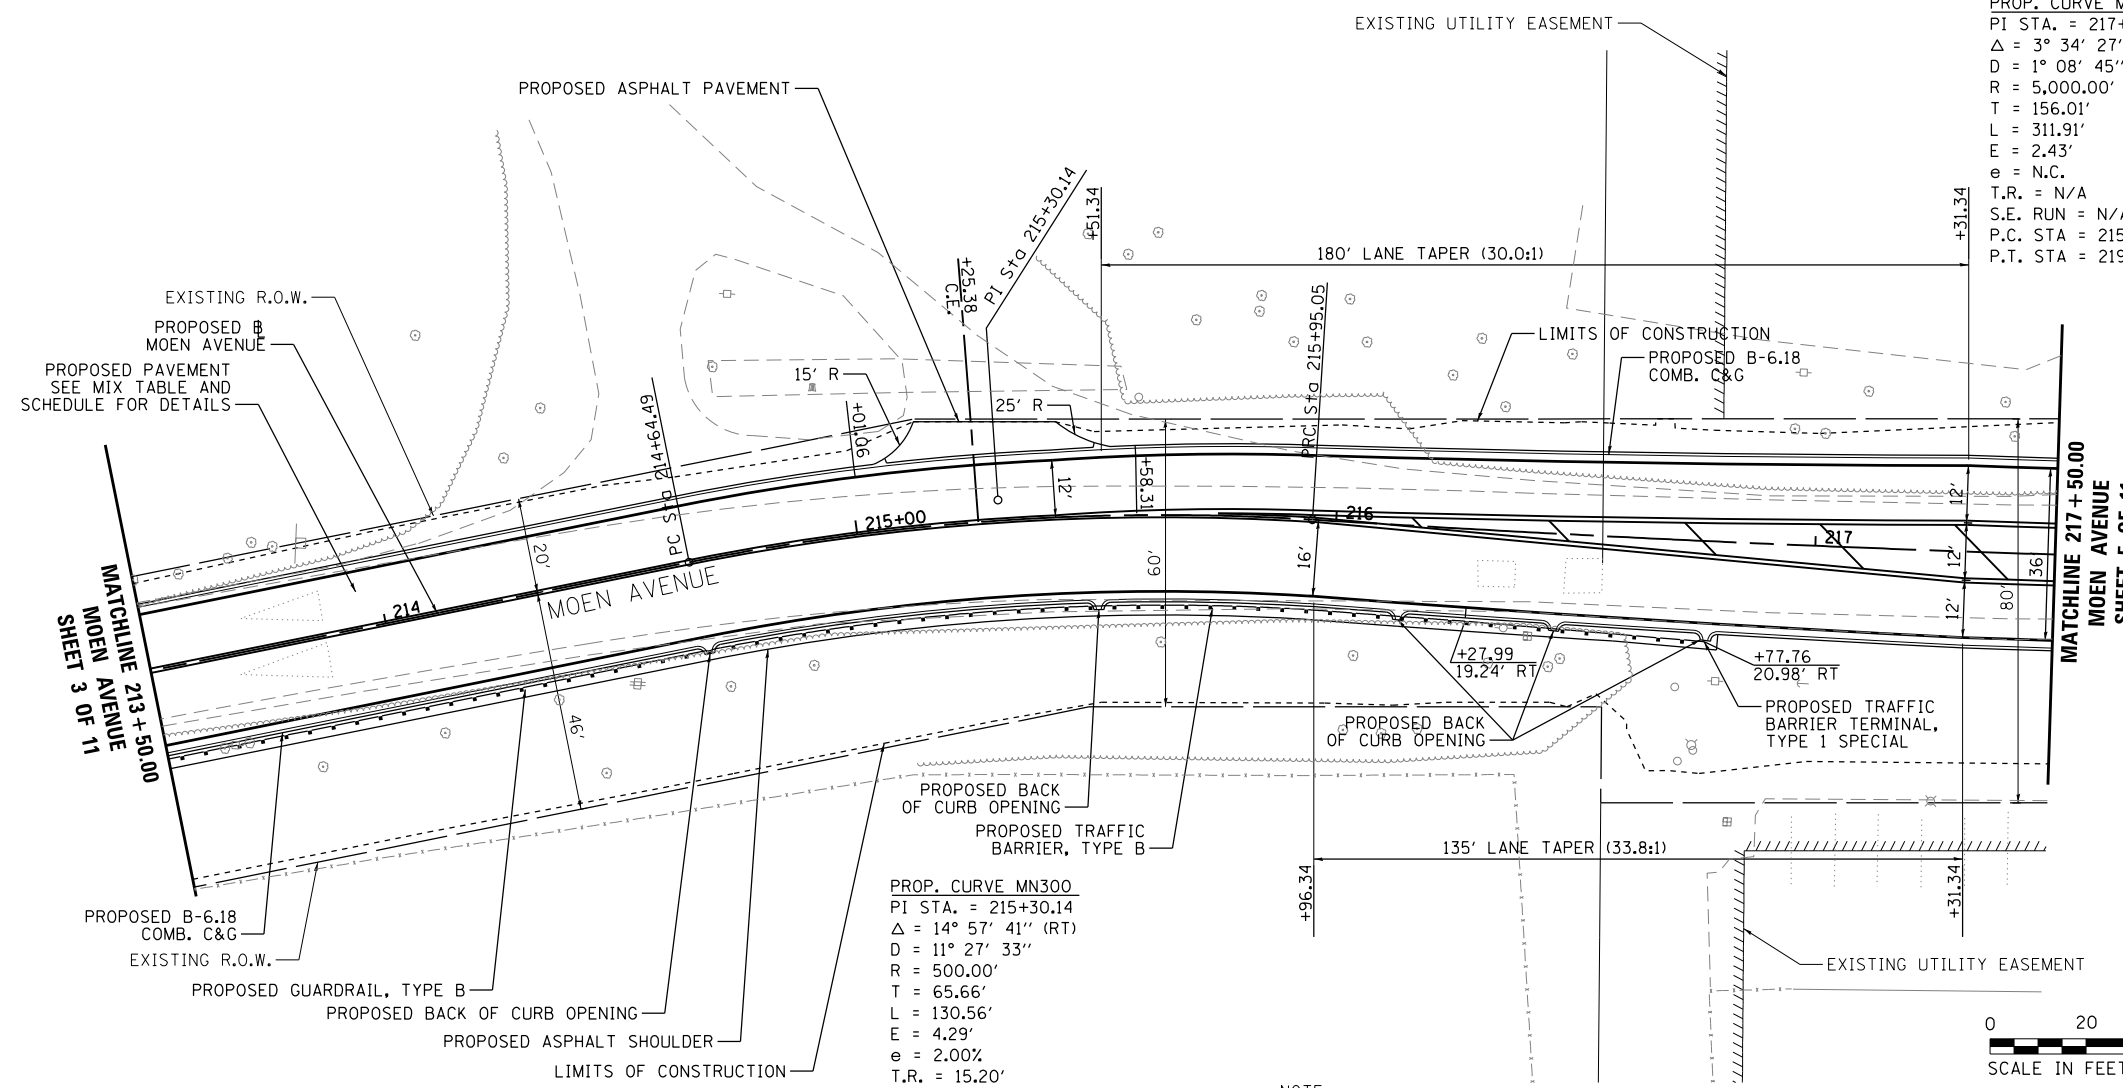 EXISTING UTILITY EASEMENT
PI STA. = 217+
Δ = 3° 34' 27''
D = 1° 08' 45''
R = 5,000.00'
T = 156.01'
L = 311.91'
E = 2.43'
e = N.C.
T.R. = N/A
S.E. RUN = N/A
P.C. STA = 215
P.T. STA = 219
PROPOSED ASPHALT PAVEMENT
PI Sta 215+30.14
+51.34
180' LANE TAPER (30.0:1)
+31.34
+25.38
C.E.
EXISTING R.O.W.
PROPOSED ℄
MOEN AVENUE
PROPOSED PAVEMENT
SEE MIX TABLE AND
SCHEDULE FOR DETAILS
15' R
25' R
+10.06
PC Sta 214+64.49
PRC Sta 215+95.05
LIMITS OF CONSTRUCTION
PROPOSED B-6.18
COMB. C&G
12'
+58.31
215+00
216
217
12'
12'
12'
36
80'
20'
16'
60'
214
MOEN AVENUE
46'
MATCHLINE 213+50.00
MOEN AVENUE
SHEET 3 OF 11
MATCHLINE 217+50.00
MOEN AVENUE
+27.99
19.24' RT
+77.76
20.98' RT
PROPOSED BACK
OF CURB OPENING
PROPOSED TRAFFIC
BARRIER TERMINAL,
TYPE 1 SPECIAL
PROPOSED BACK
OF CURB OPENING
PROPOSED TRAFFIC
BARRIER, TYPE B
135' LANE TAPER (33.8:1)
+96.34
+31.34
PROPOSED B-6.18
COMB. C&G
EXISTING R.O.W.
PROPOSED GUARDRAIL, TYPE B
PROPOSED BACK OF CURB OPENING
PROPOSED ASPHALT SHOULDER
LIMITS OF CONSTRUCTION
PROP. CURVE MN300
PI STA. = 215+30.14
Δ = 14° 57' 41'' (RT)
D = 11° 27' 33''
R = 500.00'
T = 65.66'
L = 130.56'
E = 4.29'
e = 2.00%
T.R. = 15.20'
EXISTING UTILITY EASEMENT
0 20
SCALE IN FEET